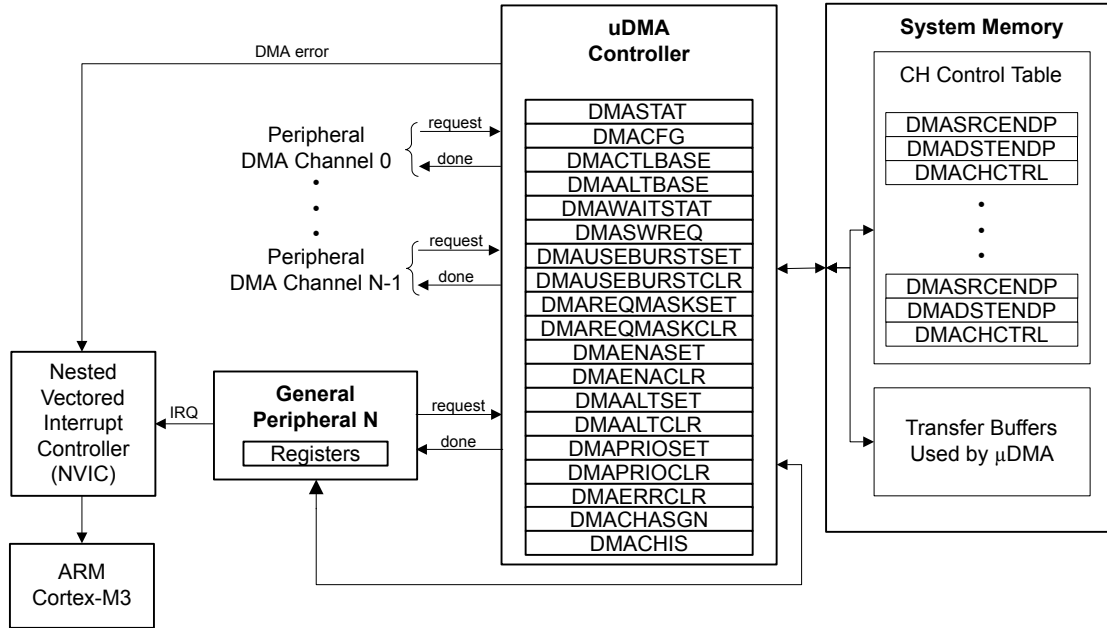 uDMA
Controller
DMA error
DMASTAT
DMACFG
DMACTLBASE
DMAALTBASE
DMAWAITSTAT
DMASWREQ
DMAUSEBURSTSET
DMAUSEBURSTCLR
DMAREQMASKSET
DMAREQMASKCLR
DMAENASET
DMAENACLR
DMAALTSET
DMAALTCLR
DMAPRIOSET
DMAPRIOCLR
DMAERRCLR
DMACHASGN
DMACHIS
Peripheral
DMA Channel 0
request
done
Peripheral
DMA Channel N-1
request
done
General
Peripheral N
Registers
request
done
IRQ
Nested
Vectored
Interrupt
Controller
(NVIC)
ARM
Cortex-M3
System Memory
CH Control Table
DMASRCENDP
DMADSTENDP
DMACHCTRL
DMASRCENDP
DMADSTENDP
DMACHCTRL
Transfer Buffers
Used by μDMA